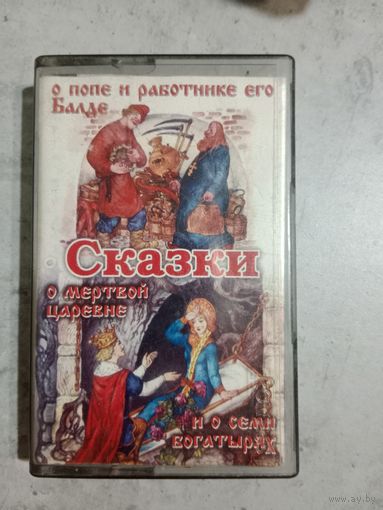 о попе и работнике его
Балде
Сказки
о мертвой
царевне
и о семи
богатырях
www.ay.by